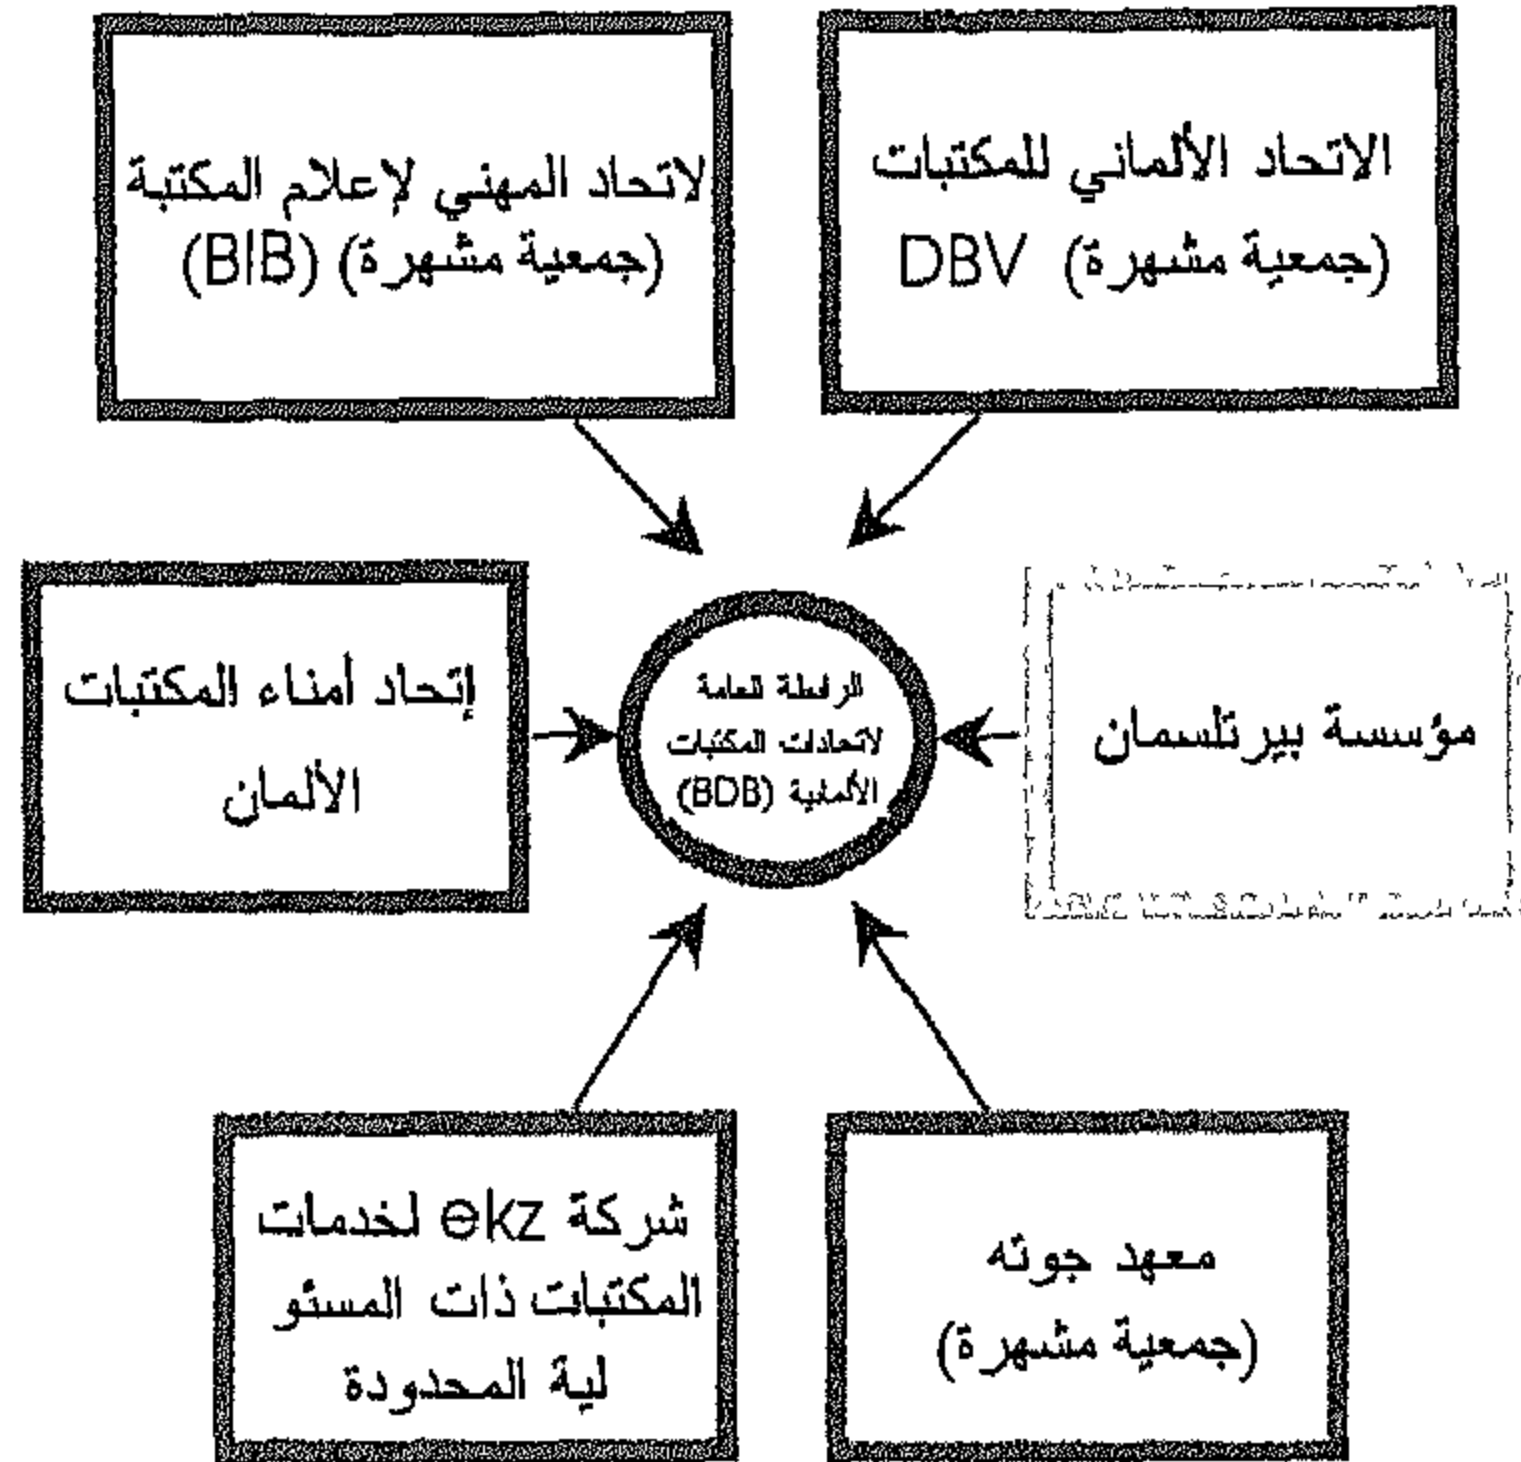 الاتحاد الألماني للمكتبات
(جمعية مشهرة) DBV
لاتحاد المهني لإعلام المكتبة
(جمعية مشهرة) (BIB)
مؤسسة بيرتلسمان
الرابطة العامة
لاتحادات المكتبات
الألمانية (BDB)
إتحاد أمناء المكتبات
الألمان
معهد جوته
(جمعية مشهرة)
شركة ekz لخدمات
المكتبات ذات المسئو
لية المحدودة